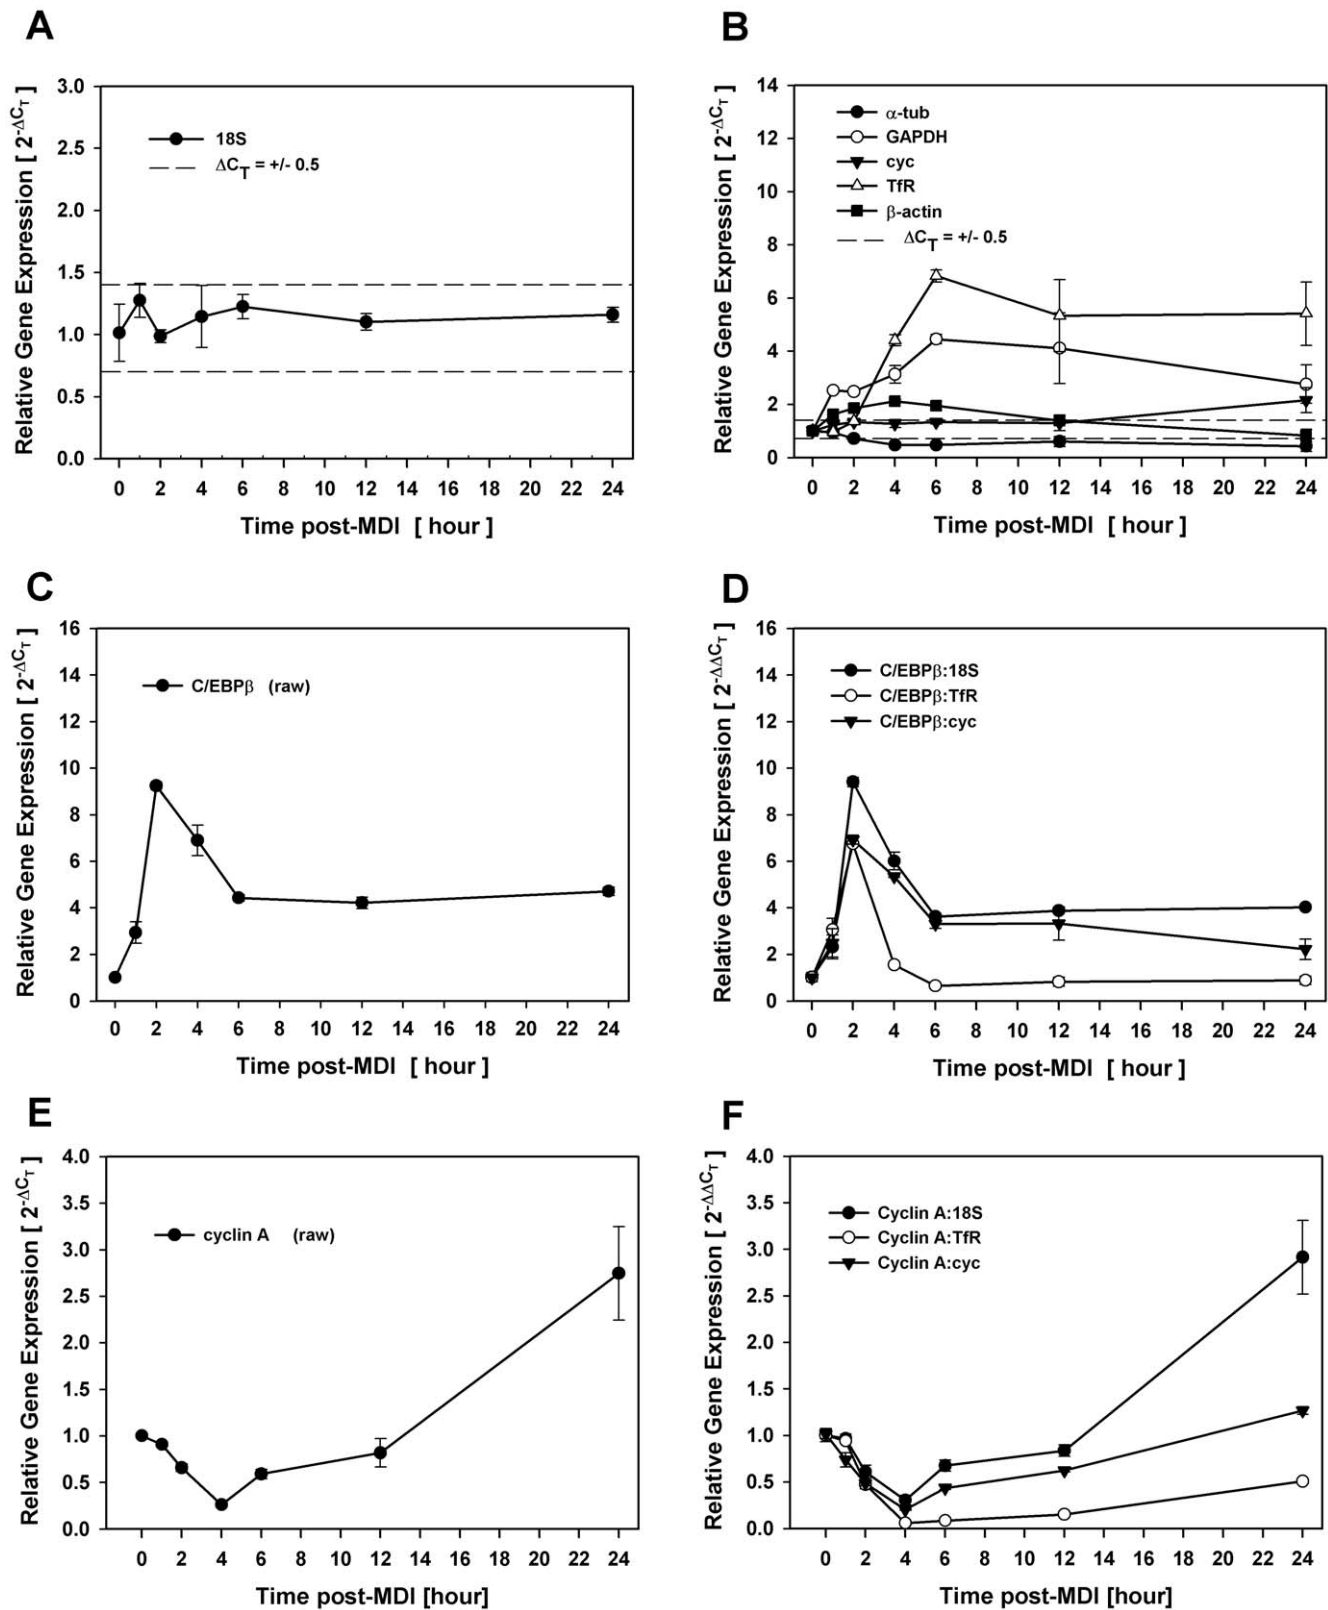 A
Relative Gene Expression [ 2^-ΔC_T ]
3.0
2.5
2.0
1.5
1.0
0.5
0.0
18S
ΔC_T = +/- 0.5
0 2 4 6 8 10 12 14 16 18 20 22 24
Time post-MDI [ hour ]
B
Relative Gene Expression [ 2^-ΔC_T ]
14
12
10
8
6
4
2
0
α-tub
GAPDH
cyc
TfR
β-actin
ΔC_T = +/- 0.5
0 2 4 6 8 10 12 14 16 18 20 22 24
Time post-MDI [ hour ]
C
Relative Gene Expression [ 2^-ΔC_T ]
16
14
12
10
8
6
4
2
0
C/EBPβ (raw)
0 2 4 6 8 10 12 14 16 18 20 22 24
Time post-MDI [ hour ]
D
Relative Gene Expression [ 2^-ΔΔC_T ]
16
14
12
10
8
6
4
2
0
C/EBPβ:18S
C/EBPβ:TfR
C/EBPβ:cyc
0 2 4 6 8 10 12 14 16 18 20 22 24
Time post-MDI [ hour ]
E
Relative Gene Expression [ 2^-ΔC_T ]
4.0
3.5
3.0
2.5
2.0
1.5
1.0
0.5
0.0
cyclin A (raw)
0 2 4 6 8 10 12 14 16 18 20 22 24
Time post-MDI [hour]
F
Relative Gene Expression [ 2^-ΔΔC_T ]
4.0
3.5
3.0
2.5
2.0
1.5
1.0
0.5
0.0
Cyclin A:18S
Cyclin A:TfR
Cyclin A:cyc
0 2 4 6 8 10 12 14 16 18 20 22 24
Time post-MDI [hour]